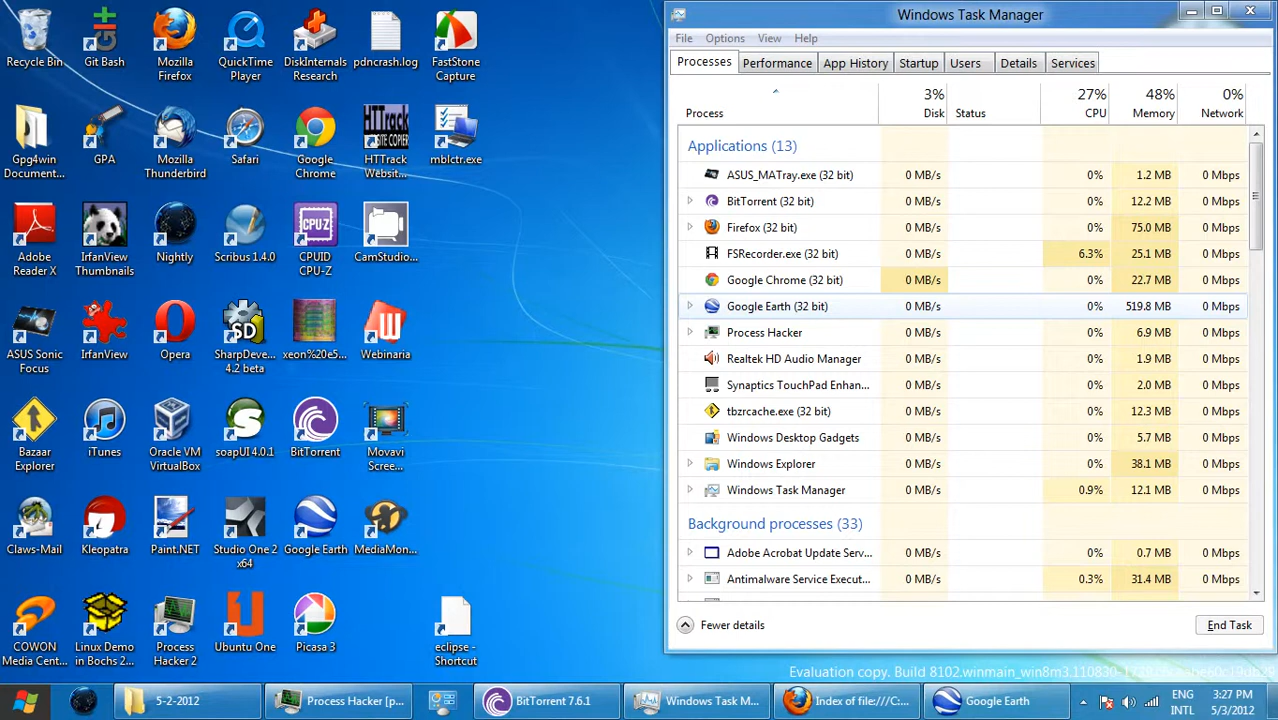 Recycle Bin
Git Bash
Mozilla
Firefox
QuickTime
Player
DiskInternals
Research
pdncrash.log
FastStone
Capture
Gpg4win
Document...
GPA
Mozilla
Thunderbird
Safari
Google
Chrome
HTTrack
Websit...
mblctr.exe
Adobe
Reader X
IrfanView
Thumbnails
Nightly
Scribus 1.4.0
CPUID
CPU-Z
CamStudio...
ASUS Sonic
Focus
IrfanView
Opera
SharpDeve...
4.2 beta
xeon%20e5...
Webinaria
Bazaar
Explorer
iTunes
Oracle VM
VirtualBox
soapUI 4.0.1
BitTorrent
Movavi
Scree...
Claws-Mail
Kleopatra
Paint.NET
Studio One 2
x64
Google Earth
MediaMon...
COWON
Media Cent...
Linux Demo
in Bochs 2...
Process
Hacker 2
Ubuntu One
Picasa 3
eclipse -
Shortcut
Windows Task Manager
File Options View Help
Processes Performance App History Startup Users Details Services
3% 27% 48% 0%
Process Disk Status CPU Memory Network
Applications (13)
ASUS_MATray.exe (32 bit) 0 MB/s 0% 1.2 MB 0 Mbps
BitTorrent (32 bit) 0 MB/s 0% 12.2 MB 0 Mbps
Firefox (32 bit) 0 MB/s 0% 75.0 MB 0 Mbps
FSRecorder.exe (32 bit) 0 MB/s 6.3% 25.1 MB 0 Mbps
Google Chrome (32 bit) 0 MB/s 0% 22.7 MB 0 Mbps
Google Earth (32 bit) 0 MB/s 0% 519.8 MB 0 Mbps
Process Hacker 0 MB/s 0% 6.9 MB 0 Mbps
Realtek HD Audio Manager 0 MB/s 0% 1.9 MB 0 Mbps
Synaptics TouchPad Enhan... 0 MB/s 0% 2.0 MB 0 Mbps
tbzrcache.exe (32 bit) 0 MB/s 0% 12.3 MB 0 Mbps
Windows Desktop Gadgets 0 MB/s 0% 5.7 MB 0 Mbps
Windows Explorer 0 MB/s 0% 38.1 MB 0 Mbps
Windows Task Manager 0 MB/s 0.9% 12.1 MB 0 Mbps
Background processes (33)
Adobe Acrobat Update Serv... 0 MB/s 0% 0.7 MB 0 Mbps
Antimalware Service Execut... 0 MB/s 0.3% 31.4 MB 0 Mbps
Fewer details
End Task
Evaluation copy. Build 8102.winmain_win8m3.110830-
5-2-2012
Process Hacker [p...
BitTorrent 7.6.1
Windows Task M...
Index of file:///C:...
Google Earth
ENG
INTL
3:27 PM
5/3/2012